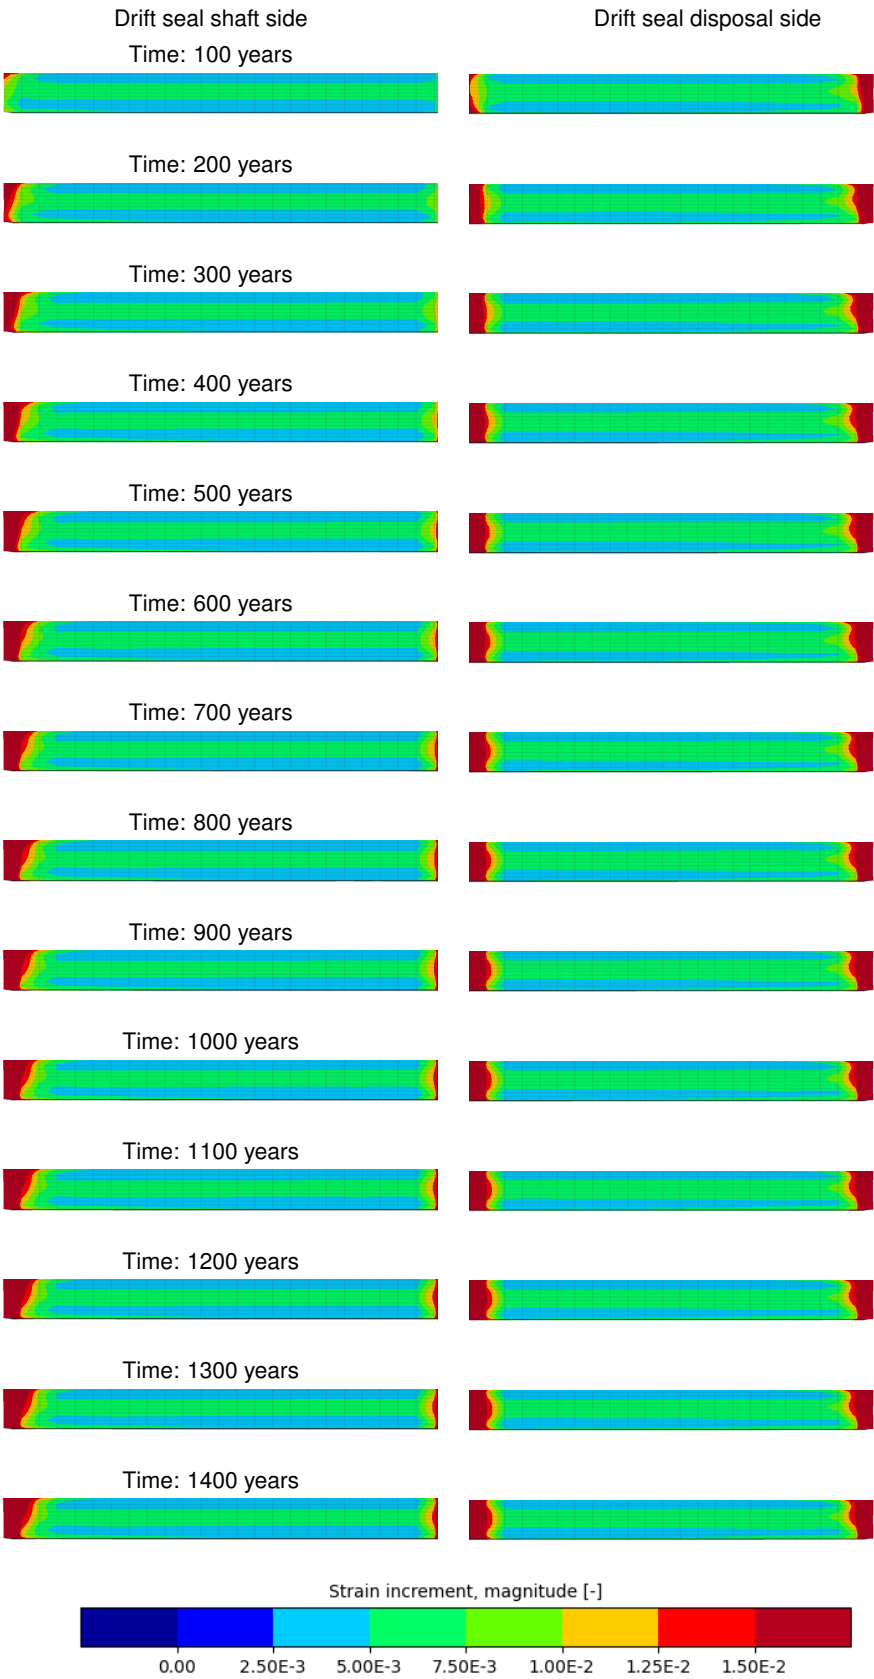 Drift seal shaft side
Drift seal disposal side
Time: 100 years
Time: 200 years
Time: 300 years
Time: 400 years
Time: 500 years
Time: 600 years
Time: 700 years
Time: 800 years
Time: 900 years
Time: 1000 years
Time: 1100 years
Time: 1200 years
Time: 1300 years
Time: 1400 years
Strain increment, magnitude [-]
0.00 2.50E-3 5.00E-3 7.50E-3 1.00E-2 1.25E-2 1.50E-2